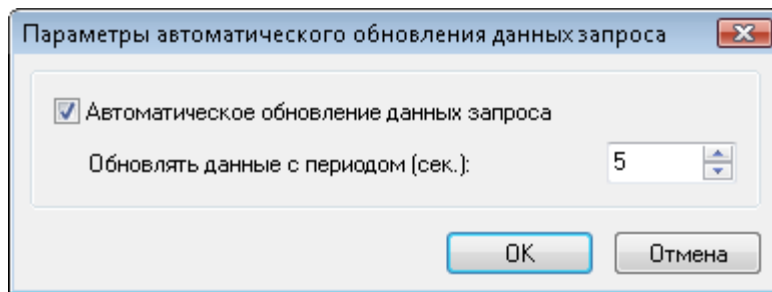 Параметры автоматического обновления данных запроса
Автоматическое обновление данных запроса
Обновлять данные с периодом (сек.): 5
OK Отмена